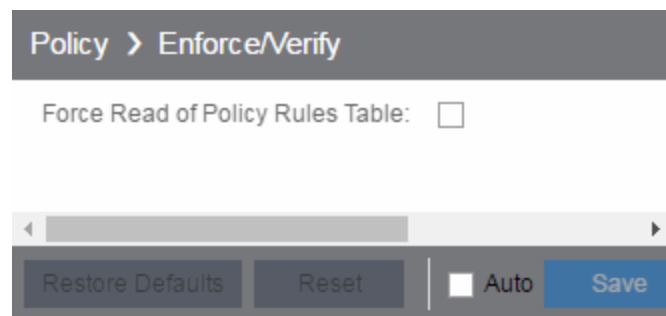 Policy > Enforce/Verify
Force Read of Policy Rules Table:
Restore Defaults Reset Auto Save